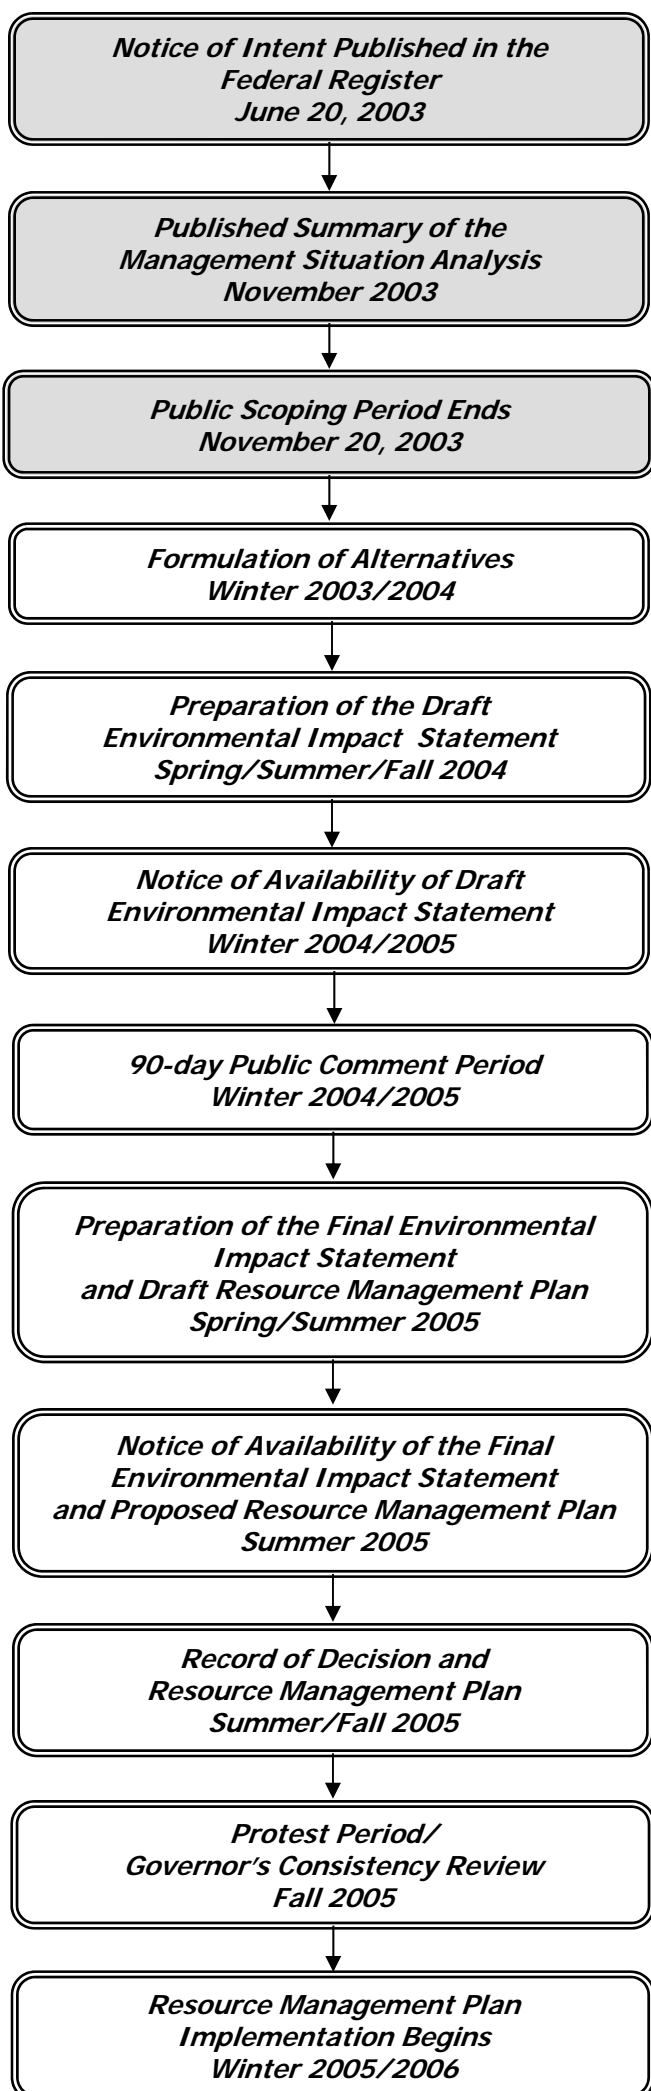 Notice of Intent Published in the
Federal Register
June 20, 2003
Published Summary of the
Management Situation Analysis
November 2003
Public Scoping Period Ends
November 20, 2003
Formulation of Alternatives
Winter 2003/2004
Preparation of the Draft
Environmental Impact Statement
Spring/Summer/Fall 2004
Notice of Availability of Draft
Environmental Impact Statement
Winter 2004/2005
90-day Public Comment Period
Winter 2004/2005
Preparation of the Final Environmental
Impact Statement
and Draft Resource Management Plan
Spring/Summer 2005
Notice of Availability of the Final
Environmental Impact Statement
and Proposed Resource Management Plan
Summer 2005
Record of Decision and
Resource Management Plan
Summer/Fall 2005
Protest Period/
Governor's Consistency Review
Fall 2005
Resource Management Plan
Implementation Begins
Winter 2005/2006